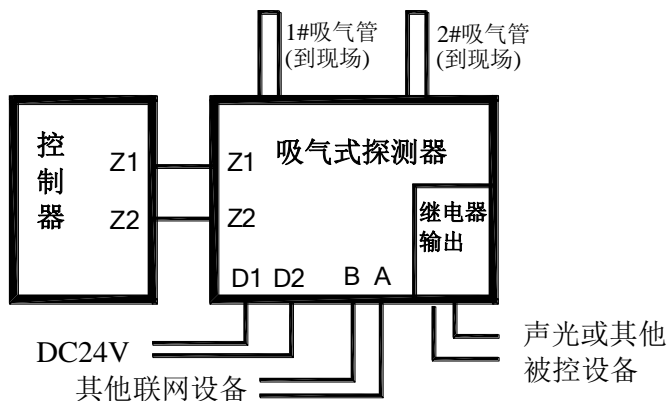 1#吸气管
(到现场)
2#吸气管
(到现场)
控制器
Z1
Z2
Z1
Z2
吸气式探测器
继电器
输出
D1 D2 B A
DC24V
其他联网设备
声光或其他
被控设备